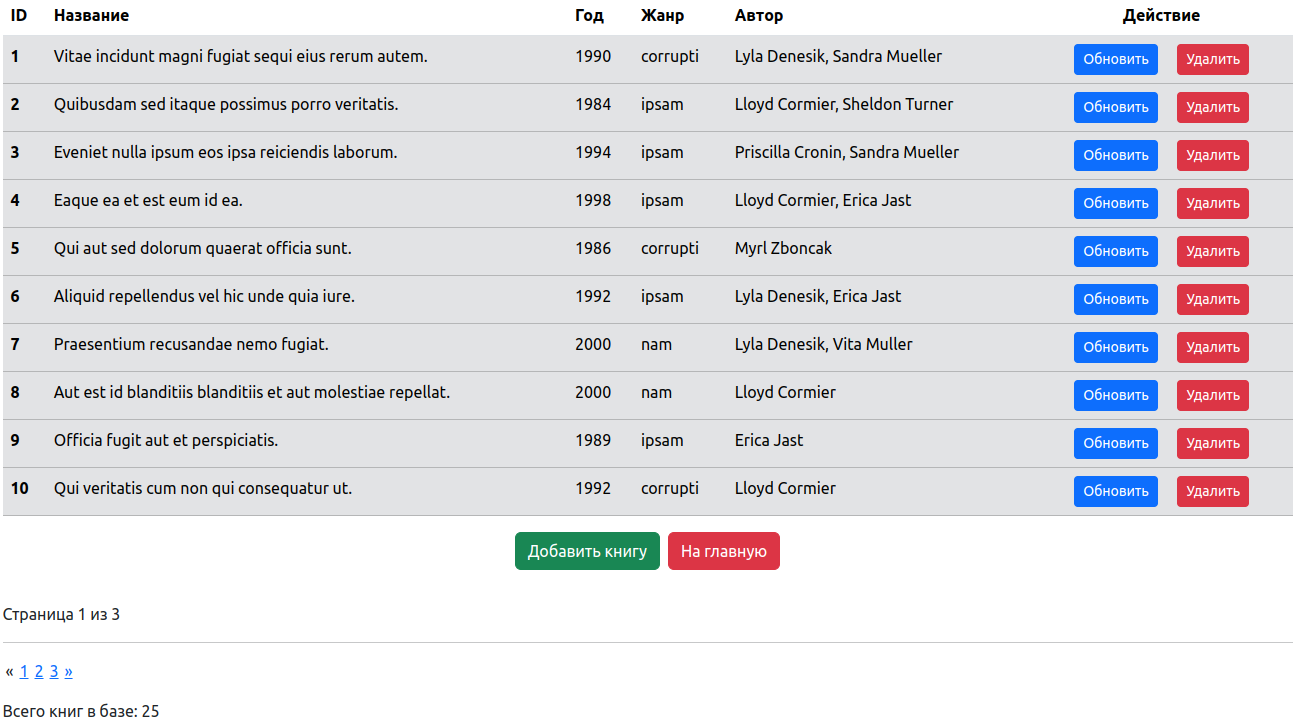 ID Название Год Жанр Автор Действие
1 Vitae incidunt magni fugiat sequi eius rerum autem. 1990 corrupti Lyla Denesik, Sandra Mueller Обновить Удалить
2 Quibusdam sed itaque possimus porro veritatis. 1984 ipsam Lloyd Cormier, Sheldon Turner Обновить Удалить
3 Eveniet nulla ipsum eos ipsa reiciendis laborum. 1994 ipsam Priscilla Cronin, Sandra Mueller Обновить Удалить
4 Eaque ea et est eum id ea. 1998 ipsam Lloyd Cormier, Erica Jast Обновить Удалить
5 Qui aut sed dolorum quaerat officia sunt. 1986 corrupti Myrl Zboncak Обновить Удалить
6 Aliquid repellendus vel hic unde quia iure. 1992 ipsam Lyla Denesik, Erica Jast Обновить Удалить
7 Praesentium recusandae nemo fugiat. 2000 nam Lyla Denesik, Vita Muller Обновить Удалить
8 Aut est id blanditiis blanditiis et aut molestiae repellat. 2000 nam Lloyd Cormier Обновить Удалить
9 Officia fugit aut et perspiciatis. 1989 ipsam Erica Jast Обновить Удалить
10 Qui veritatis cum non qui consequatur ut. 1992 corrupti Lloyd Cormier Обновить Удалить
Добавить книгу На главную
Страница 1 из 3
« 1 2 3 »
Всего книг в базе: 25